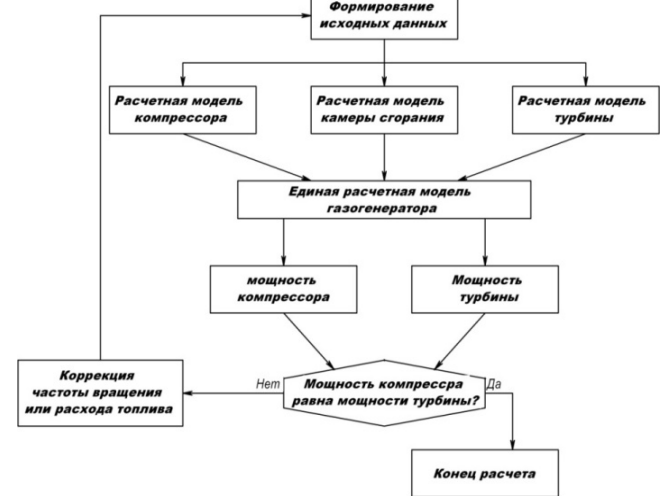 Формирование
исходных данных
Расчетная модель
компрессора
Расчетная модель
камеры сгорания
Расчетная модель
турбины
Единая расчетная модель
газогенератора
мощность
компрессора
Мощность
турбины
Коррекция
частоты вращения
или расхода топлива
Нет
Мощность компрессра
равна мощности турбины?
Да
Конец расчета